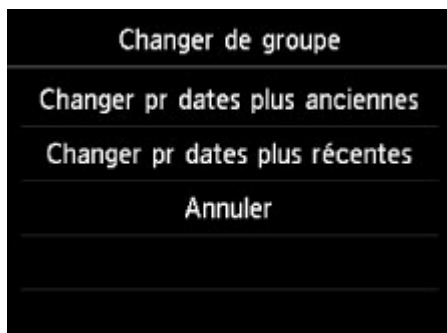 Changer de groupe
Changer pr dates plus anciennes
Changer pr dates plus récentes
Annuler